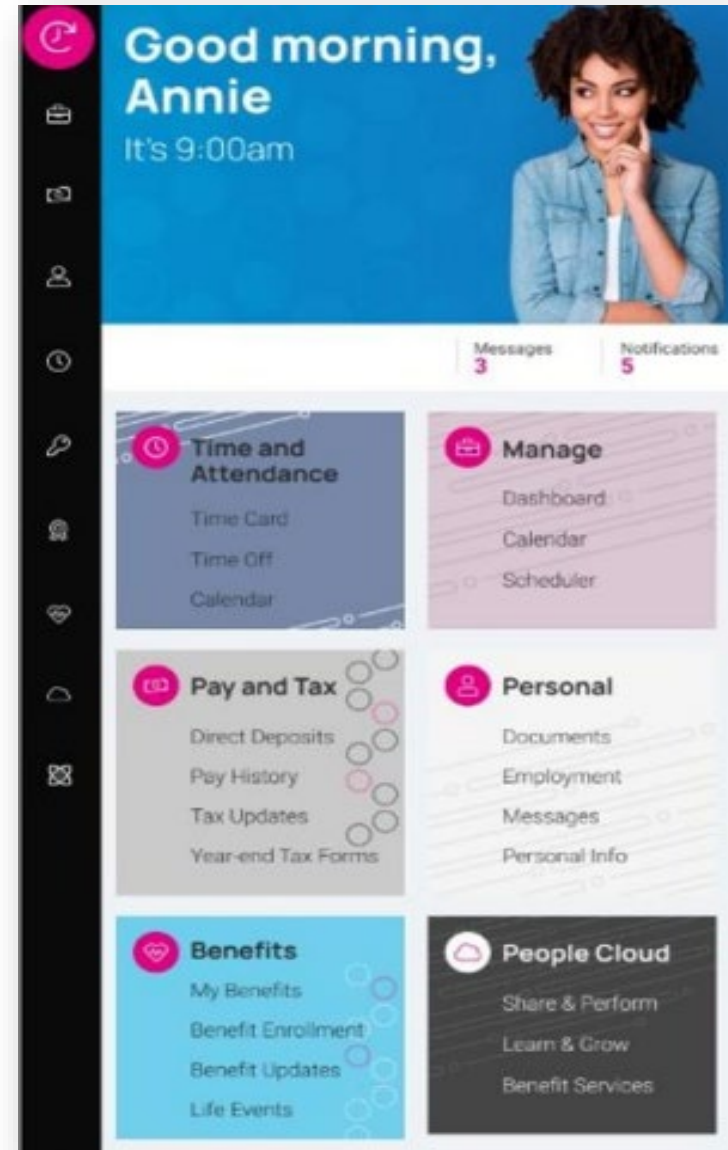 Good morning,
Annie
It's 9:00am
Messages
3
Notifications
5
Time and
Attendance
Time Card
Time Off
Calendar
Manage
Dashboard
Calendar
Scheduler
Pay and Tax
Direct Deposits
Pay History
Tax Updates
Year-end Tax Forms
Personal
Documents
Employment
Messages
Personal Info
Benefits
My Benefits
Benefit Enrollment
Benefit Updates
Life Events
People Cloud
Share & Perform
Learn & Grow
Benefit Services